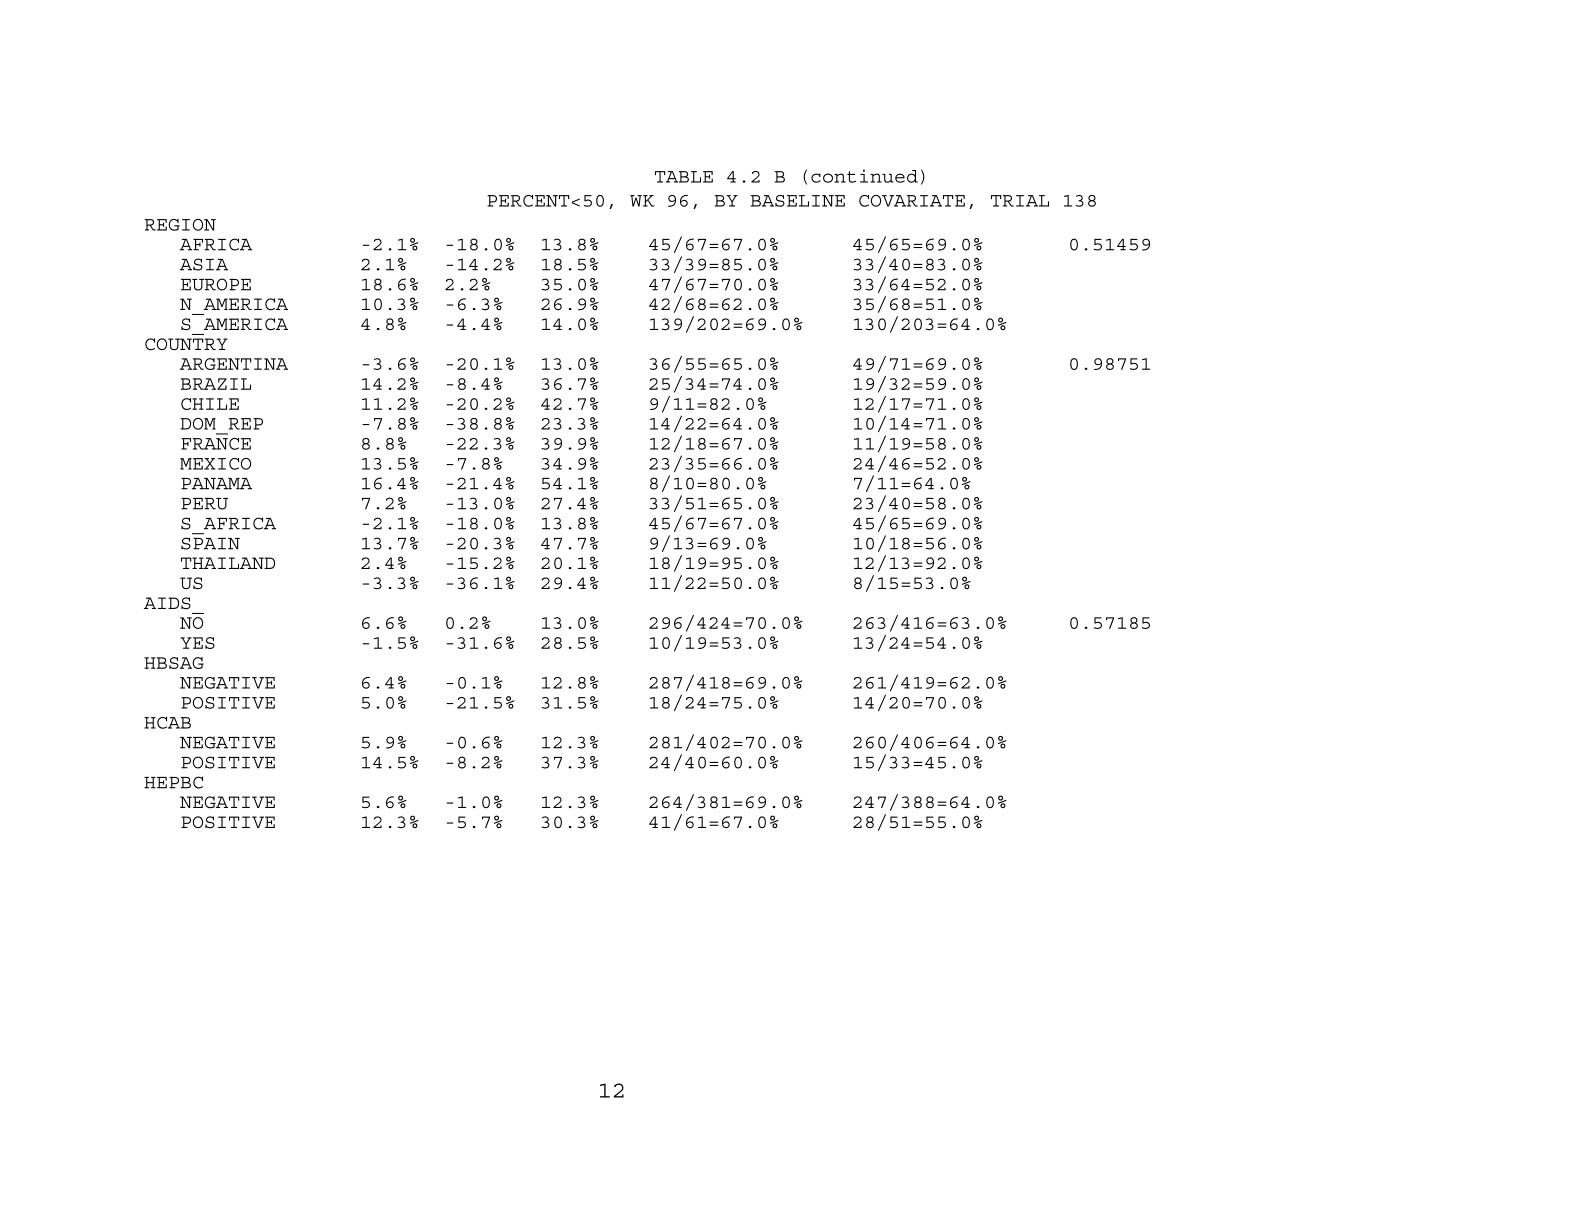 TABLE 4.2 B (continued)
PERCENT<50, WK 96, BY BASELINE COVARIATE, TRIAL 138
REGION
AFRICA -2.1% -18.0% 13.8% 45/67=67.0% 45/65=69.0% 0.51459
ASIA 2.1% -14.2% 18.5% 33/39=85.0% 33/40=83.0%
EUROPE 18.6% 2.2% 35.0% 47/67=70.0% 33/64=52.0%
N_AMERICA 10.3% -6.3% 26.9% 42/68=62.0% 35/68=51.0%
S_AMERICA 4.8% -4.4% 14.0% 139/202=69.0% 130/203=64.0%
COUNTRY
ARGENTINA -3.6% -20.1% 13.0% 36/55=65.0% 49/71=69.0% 0.98751
BRAZIL 14.2% -8.4% 36.7% 25/34=74.0% 19/32=59.0%
CHILE 11.2% -20.2% 42.7% 9/11=82.0% 12/17=71.0%
DOM_REP -7.8% -38.8% 23.3% 14/22=64.0% 10/14=71.0%
FRANCE 8.8% -22.3% 39.9% 12/18=67.0% 11/19=58.0%
MEXICO 13.5% -7.8% 34.9% 23/35=66.0% 24/46=52.0%
PANAMA 16.4% -21.4% 54.1% 8/10=80.0% 7/11=64.0%
PERU 7.2% -13.0% 27.4% 33/51=65.0% 23/40=58.0%
S_AFRICA -2.1% -18.0% 13.8% 45/67=67.0% 45/65=69.0%
SPAIN 13.7% -20.3% 47.7% 9/13=69.0% 10/18=56.0%
THAILAND 2.4% -15.2% 20.1% 18/19=95.0% 12/13=92.0%
US -3.3% -36.1% 29.4% 11/22=50.0% 8/15=53.0%
AIDS_
NO 6.6% 0.2% 13.0% 296/424=70.0% 263/416=63.0% 0.57185
YES -1.5% -31.6% 28.5% 10/19=53.0% 13/24=54.0%
HBSAG
NEGATIVE 6.4% -0.1% 12.8% 287/418=69.0% 261/419=62.0%
POSITIVE 5.0% -21.5% 31.5% 18/24=75.0% 14/20=70.0%
HCAB
NEGATIVE 5.9% -0.6% 12.3% 281/402=70.0% 260/406=64.0%
POSITIVE 14.5% -8.2% 37.3% 24/40=60.0% 15/33=45.0%
HEPBC
NEGATIVE 5.6% -1.0% 12.3% 264/381=69.0% 247/388=64.0%
POSITIVE 12.3% -5.7% 30.3% 41/61=67.0% 28/51=55.0%
12